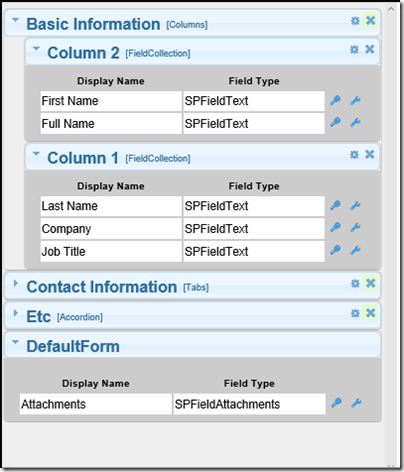 Basic Information [Columns]
Column 2 [FieldCollection]
Display Name Field Type
First Name SPFieldText
Full Name SPFieldText
Column 1 [FieldCollection]
Display Name Field Type
Last Name SPFieldText
Company SPFieldText
Job Title SPFieldText
Contact Information [Tabs]
Etc [Accordion]
DefaultForm
Display Name Field Type
Attachments SPFieldAttachments